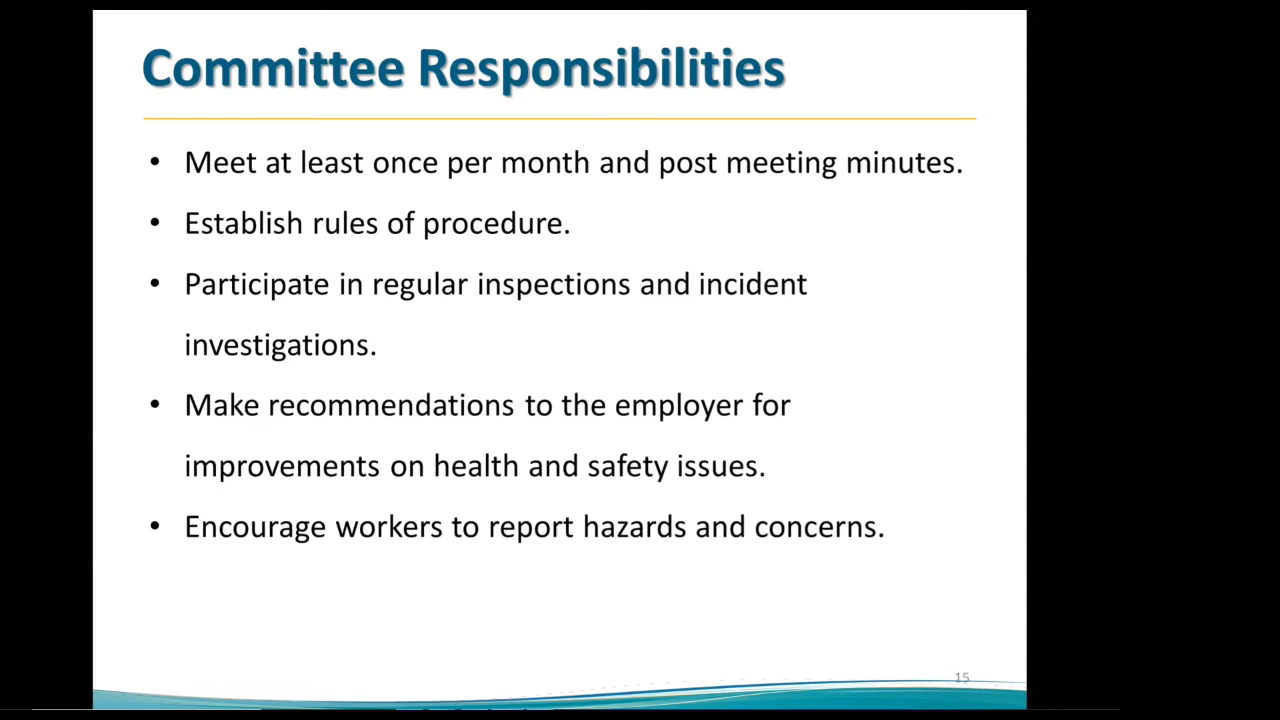 Committee Responsibilities
• Meet at least once per month and post meeting minutes.
• Establish rules of procedure.
• Participate in regular inspections and incident
investigations.
• Make recommendations to the employer for
improvements on health and safety issues.
• Encourage workers to report hazards and concerns.
15